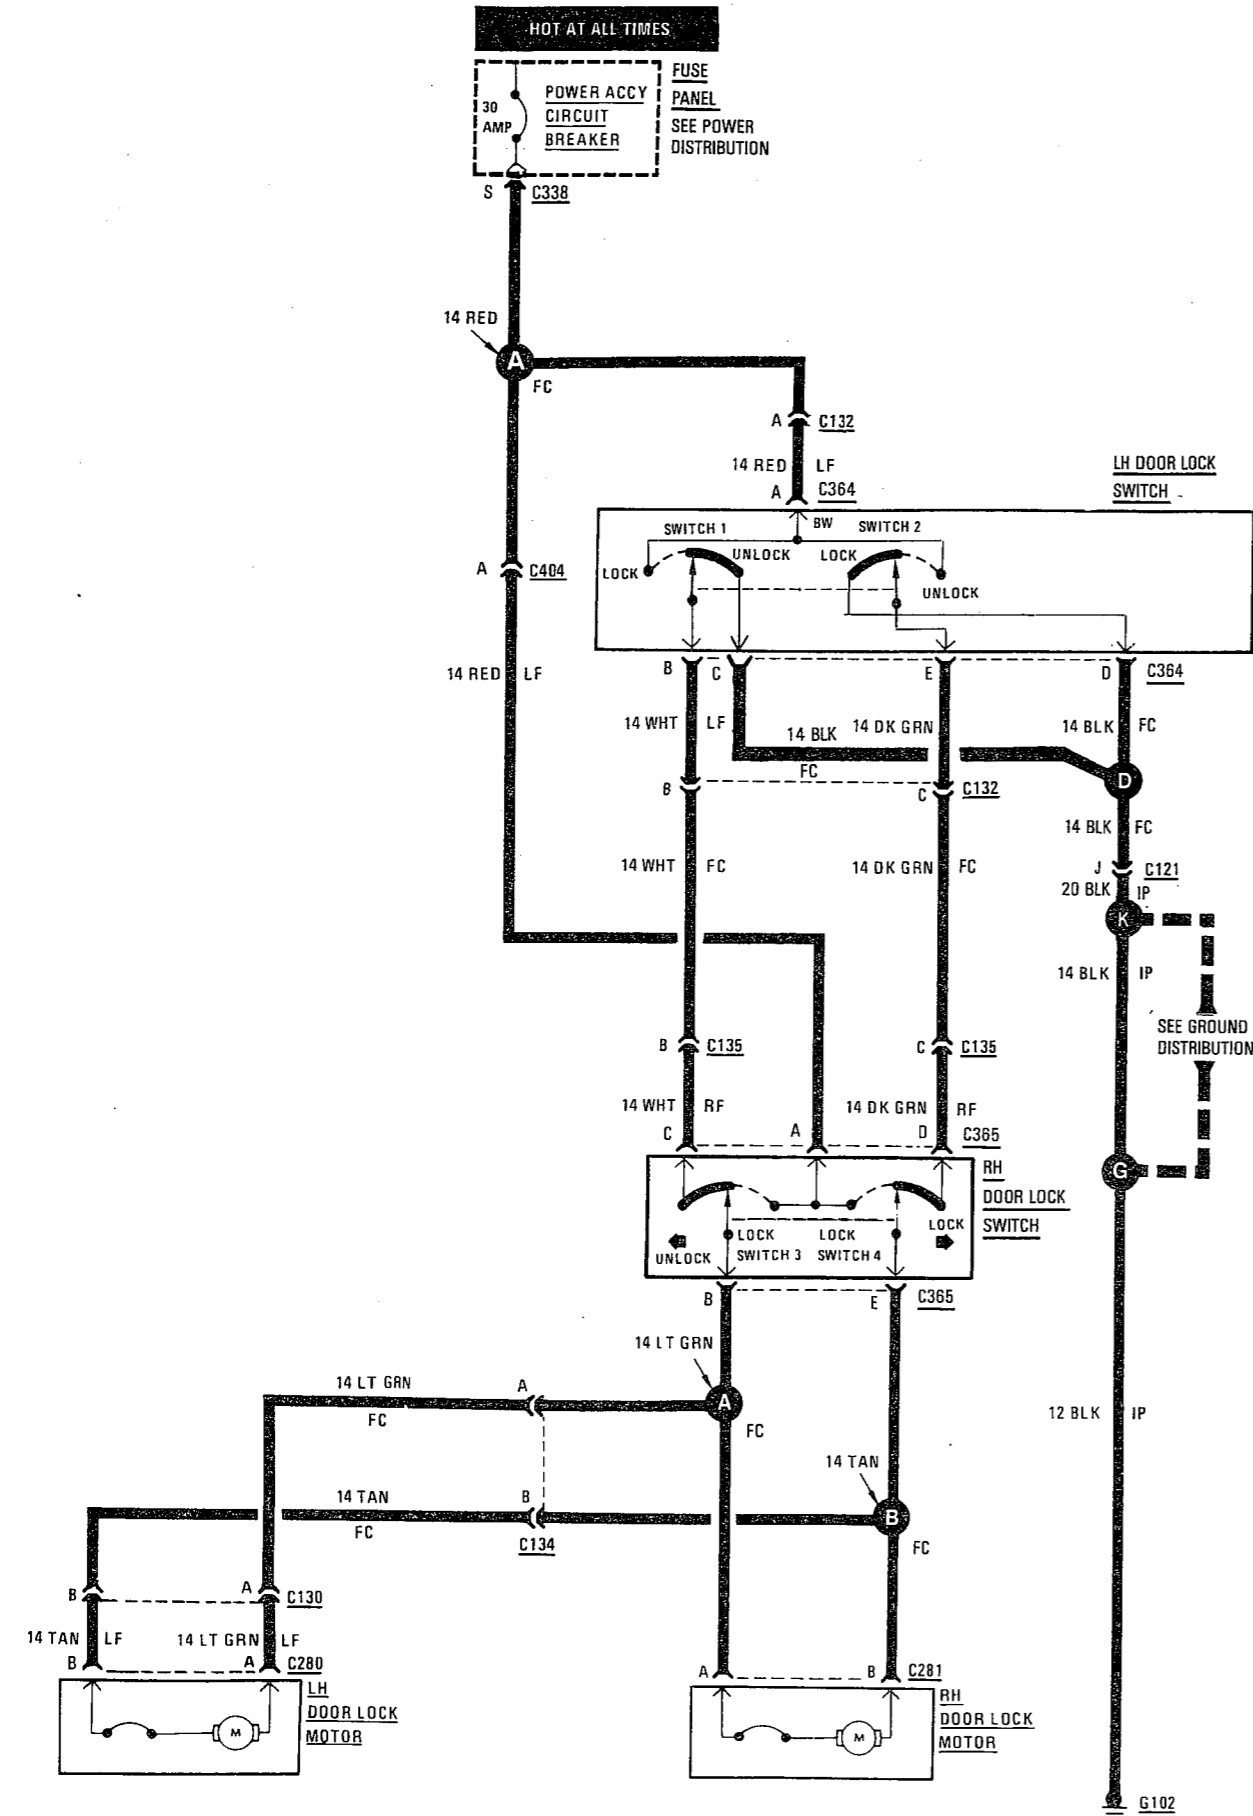 HOT AT ALL TIMES
30
AMP
POWER ACCY
CIRCUIT
BREAKER
FUSE
PANEL
SEE POWER
DISTRIBUTION
S
C338
14 RED
A
FC
A
C132
14 RED
LF
A
C364
LH DOOR LOCK
SWITCH
BW
SWITCH 1
SWITCH 2
LOCK
UNLOCK
LOCK
UNLOCK
A
C404
14 RED
LF
B
C
E
D
C364
14 WHT
LF
14 BLK
FC
14 DK GRN
14 BLK
FC
D
B
C
C132
14 BLK
FC
J
C121
20 BLK
IP
K
14 WHT
FC
14 DK GRN
FC
14 BLK
IP
SEE GROUND
DISTRIBUTION
B
C135
C
C135
14 WHT
RF
14 DK GRN
RF
C
A
D
C365
G
RH
DOOR LOCK
SWITCH
UNLOCK
LOCK
SWITCH 3
LOCK
SWITCH 4
LOCK
B
E
C365
14 LT GRN
A
FC
14 LT GRN
FC
A
12 BLK
IP
14 TAN
B
FC
14 TAN
FC
B
C134
B
A
C130
14 TAN
LF
14 LT GRN
LF
B
A
C280
LH
DOOR LOCK
MOTOR
M
A
B
C281
RH
DOOR LOCK
MOTOR
M
G102